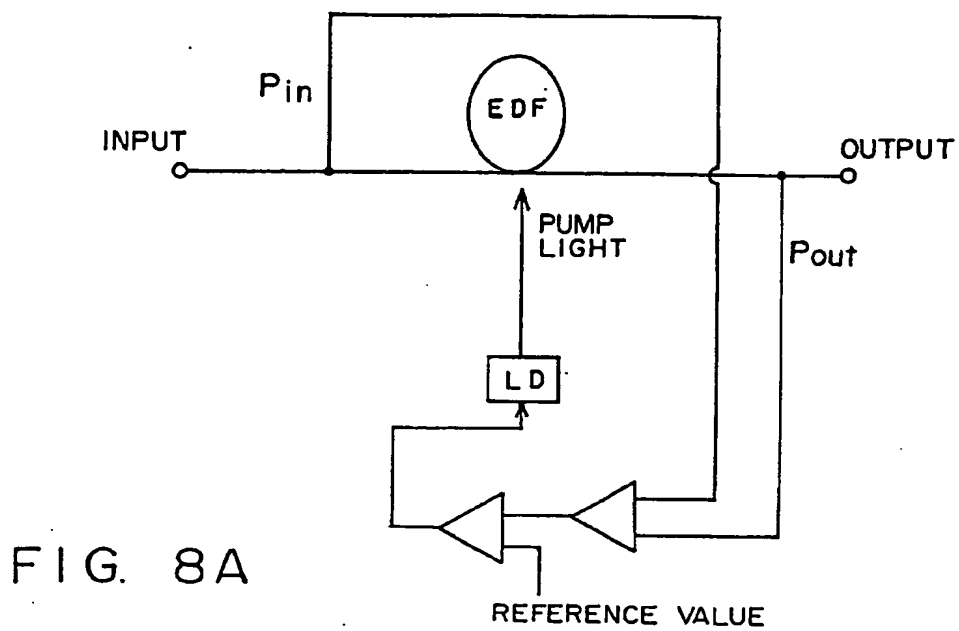 Pin
EDF
INPUT
OUTPUT
PUMP
LIGHT
Pout
LD
FIG. 8A
REFERENCE VALUE